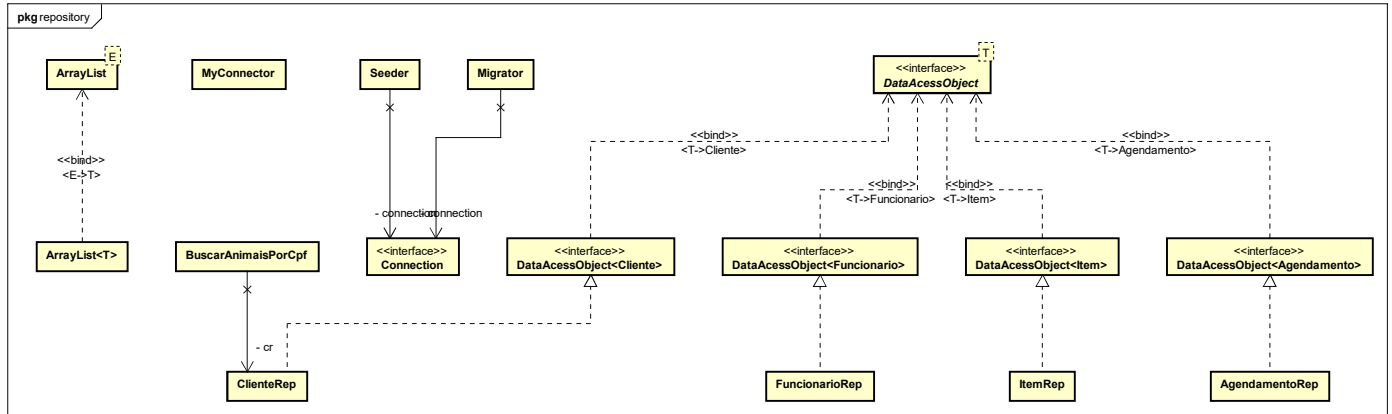 pkg repository
E
ArrayList
MyConnector
Seeder
Migrator
T
<<interface>>
DataAcessObject
<<bind>>
<E->T>
<<bind>>
<T->Cliente>
<<bind>>
<T->Funcionario>
<<bind>>
<T->Item>
<<bind>>
<T->Agendamento>
- connection
- connection
ArrayList<T>
BuscarAnimaisPorCpf
<<interface>>
Connection
<<interface>>
DataAcessObject<Cliente>
<<interface>>
DataAcessObject<Funcionario>
<<interface>>
DataAcessObject<Item>
<<interface>>
DataAcessObject<Agendamento>
- cr
ClienteRep
FuncionarioRep
ItemRep
AgendamentoRep